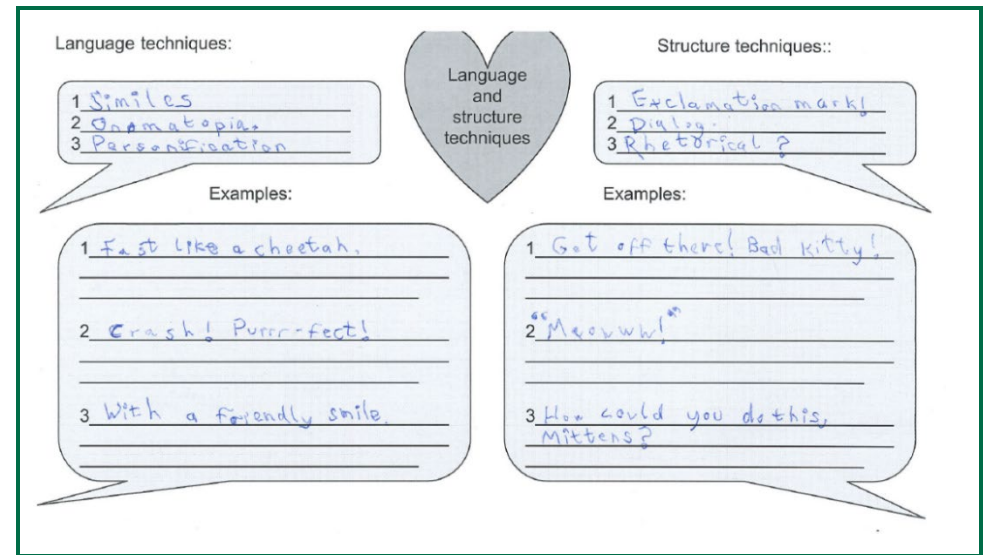 Language techniques:
1 Similes
2 Onomatopia.
3 Personification
Language
and
structure
techniques
Structure techniques::
1 Exclamation mark!
2 Dialog.
3 Rhetorical ?
Examples:
1 Fast like a cheetah.
2 Crash! Purrr-fect!
3 With a friendly smile.
Examples:
1 Got off there! Bad kitty!
2 "Meowww!"
3 How could you do this,
Mittens?